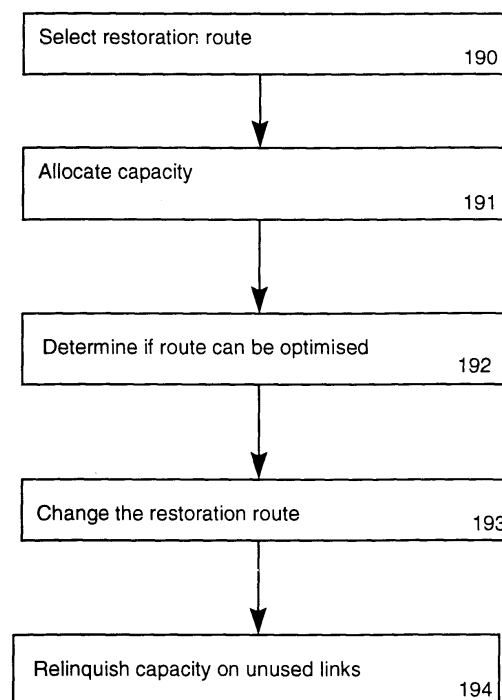 Select restoration route
190
Allocate capacity
191
Determine if route can be optimised
192
Change the restoration route
193
Relinquish capacity on unused links
194